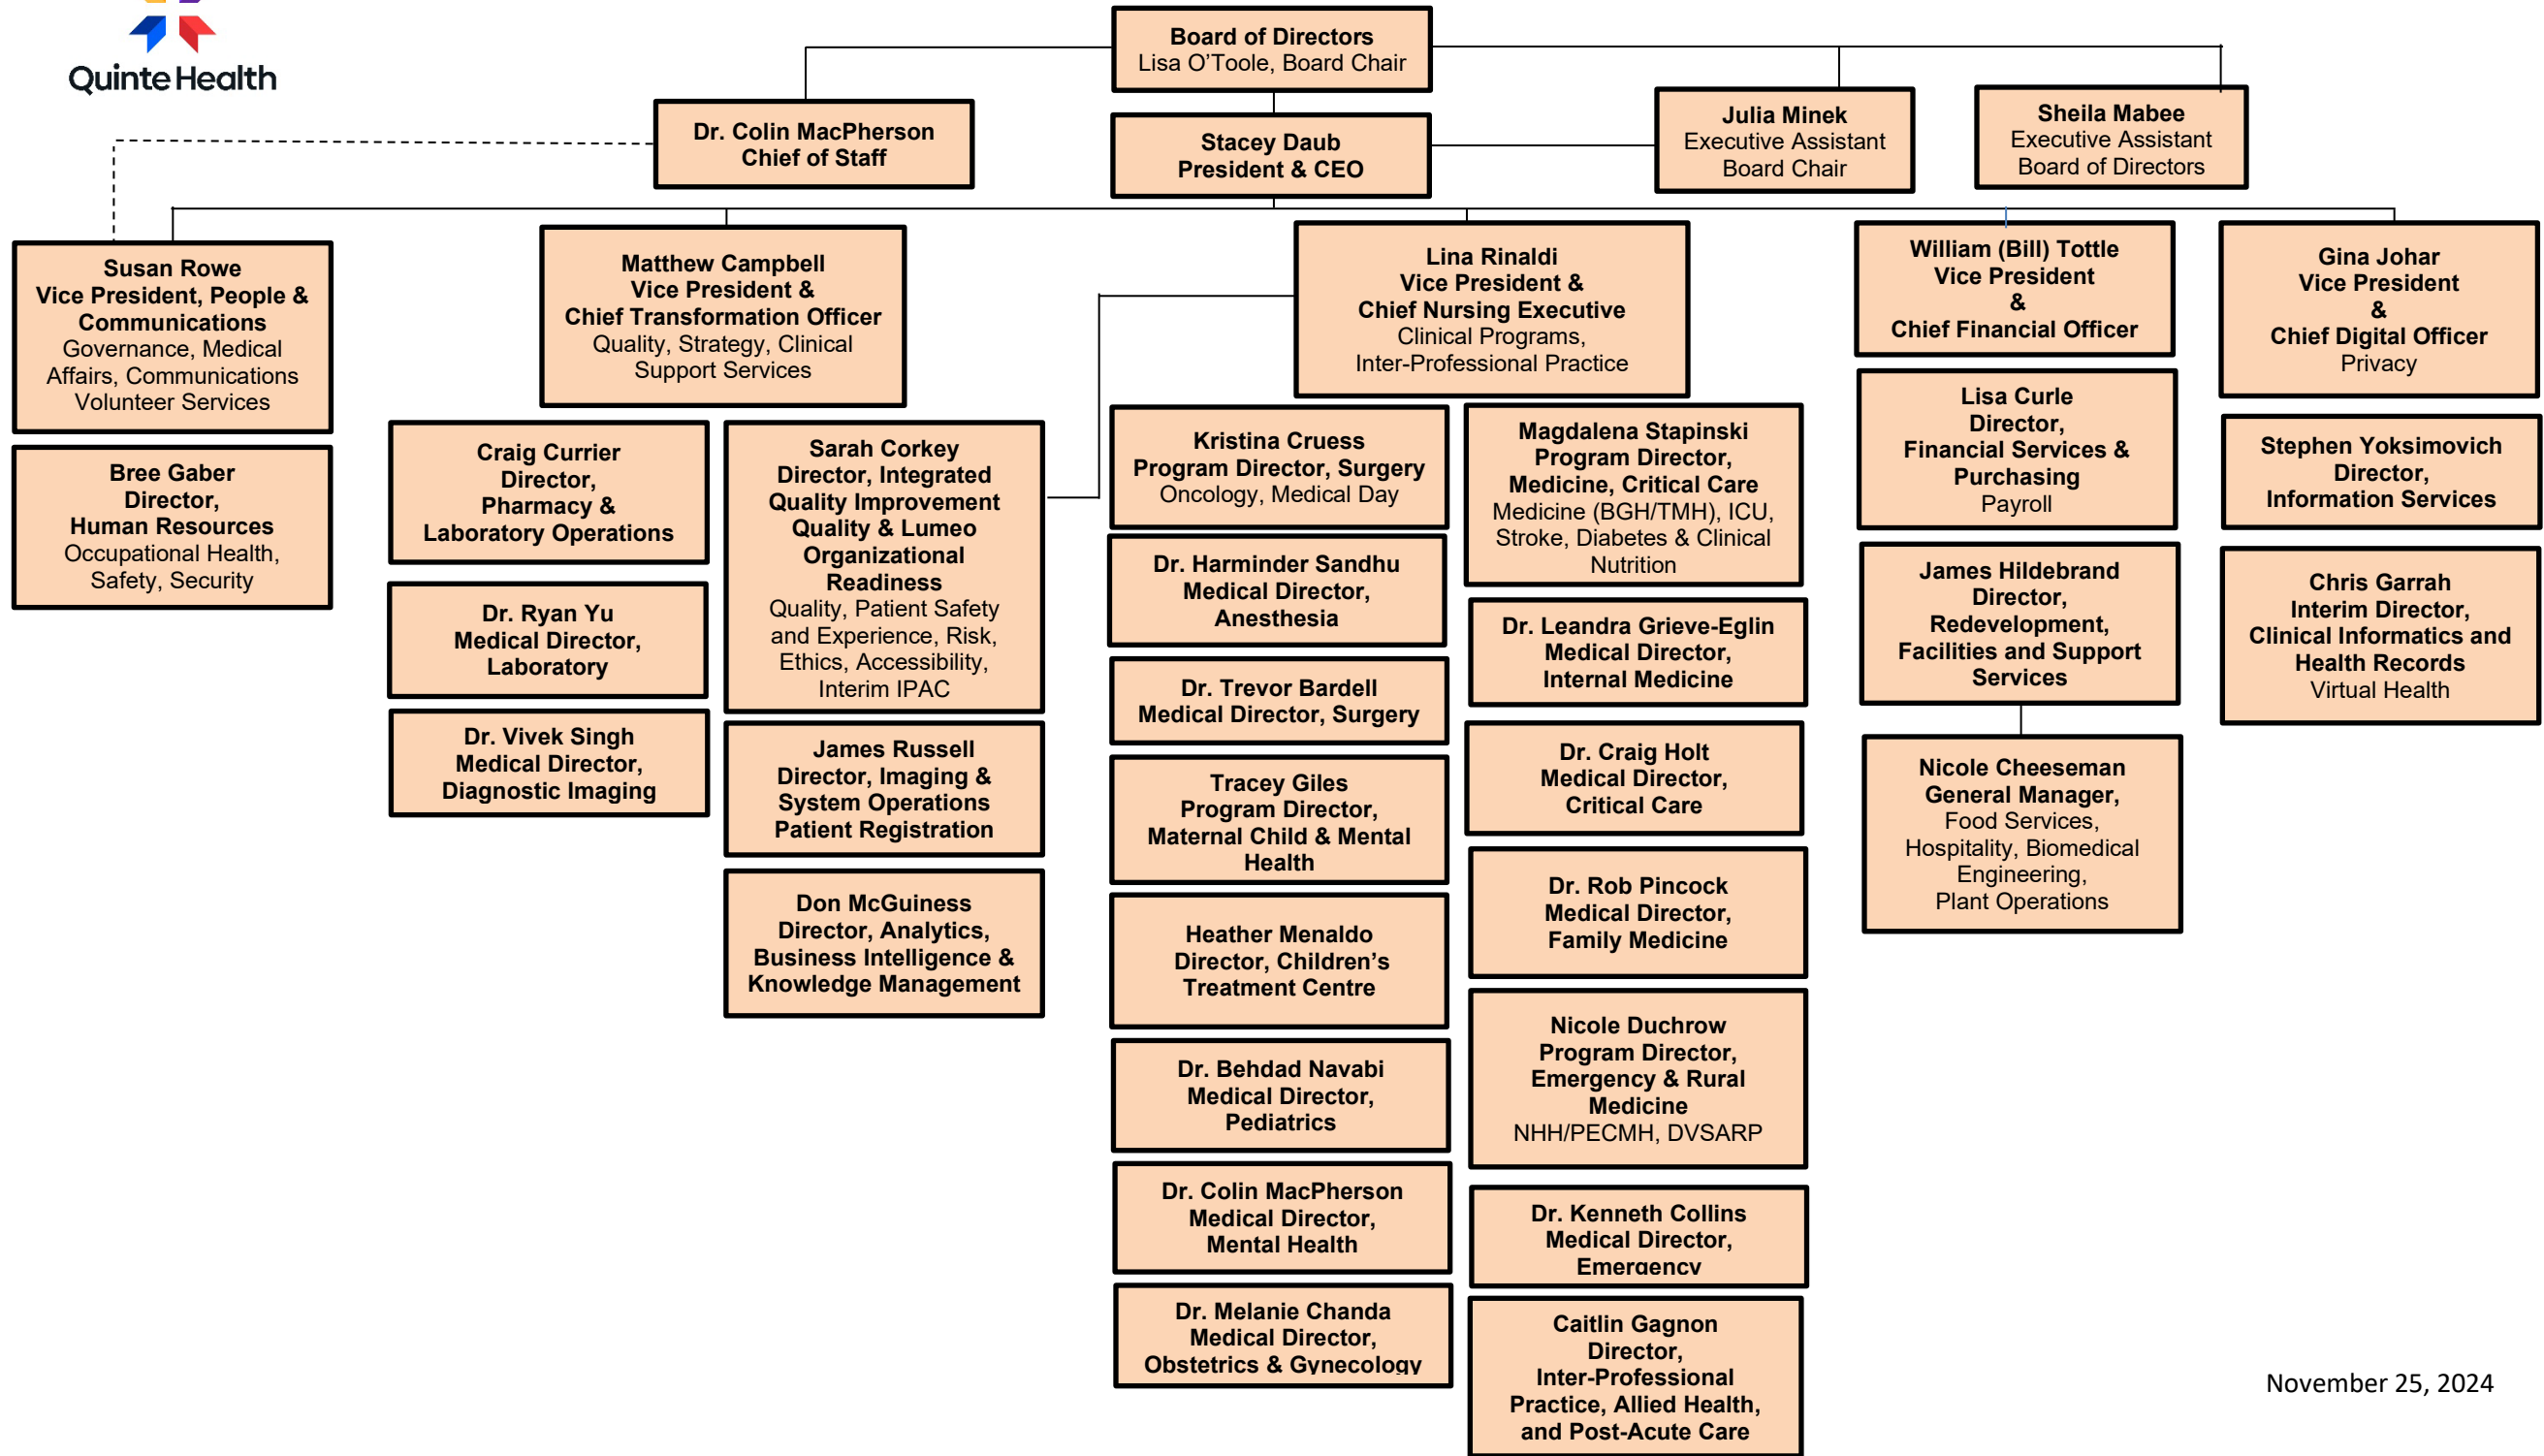 Quinte Health
Board of Directors
Lisa O’Toole, Board Chair
Dr. Colin MacPherson
Chief of Staff
Stacey Daub
President & CEO
Julia Minek
Executive Assistant
Board Chair
Sheila Mabee
Executive Assistant
Board of Directors
Susan Rowe
Vice President, People &
Communications
Governance, Medical
Affairs, Communications
Volunteer Services
Bree Gaber
Director,
Human Resources
Occupational Health,
Safety, Security
Matthew Campbell
Vice President &
Chief Transformation Officer
Quality, Strategy, Clinical
Support Services
Craig Currier
Director,
Pharmacy &
Laboratory Operations
Dr. Ryan Yu
Medical Director,
Laboratory
Dr. Vivek Singh
Medical Director,
Diagnostic Imaging
Sarah Corkey
Director, Integrated
Quality Improvement
Quality & Lumeo
Organizational
Readiness
Quality, Patient Safety
and Experience, Risk,
Ethics, Accessibility,
Interim IPAC
James Russell
Director, Imaging &
System Operations
Patient Registration
Don McGuiness
Director, Analytics,
Business Intelligence &
Knowledge Management
Lina Rinaldi
Vice President &
Chief Nursing Executive
Clinical Programs,
Inter-Professional Practice
Kristina Cruess
Program Director, Surgery
Oncology, Medical Day
Dr. Harminder Sandhu
Medical Director,
Anesthesia
Dr. Trevor Bardell
Medical Director, Surgery
Tracey Giles
Program Director,
Maternal Child & Mental
Health
Heather Menaldo
Director, Children’s
Treatment Centre
Dr. Behdad Navabi
Medical Director,
Pediatrics
Dr. Colin MacPherson
Medical Director,
Mental Health
Dr. Melanie Chanda
Medical Director,
Obstetrics & Gynecology
Magdalena Stapinski
Program Director,
Medicine, Critical Care
Medicine (BGH/TMH), ICU,
Stroke, Diabetes & Clinical
Nutrition
Dr. Leandra Grieve-Eglin
Medical Director,
Internal Medicine
Dr. Craig Holt
Medical Director,
Critical Care
Dr. Rob Pincock
Medical Director,
Family Medicine
Nicole Duchrow
Program Director,
Emergency & Rural
Medicine
NHH/PECMH, DVSARP
Dr. Kenneth Collins
Medical Director,
Emergency
Caitlin Gagnon
Director,
Inter-Professional
Practice, Allied Health,
and Post-Acute Care
William (Bill) Tottle
Vice President
&
Chief Financial Officer
Lisa Curle
Director,
Financial Services &
Purchasing
Payroll
James Hildebrand
Director,
Redevelopment,
Facilities and Support
Services
Nicole Cheeseman
General Manager,
Food Services,
Hospitality, Biomedical
Engineering,
Plant Operations
Gina Johar
Vice President
&
Chief Digital Officer
Privacy
Stephen Yoksimovich
Director,
Information Services
Chris Garrah
Interim Director,
Clinical Informatics and
Health Records
Virtual Health
November 25, 2024